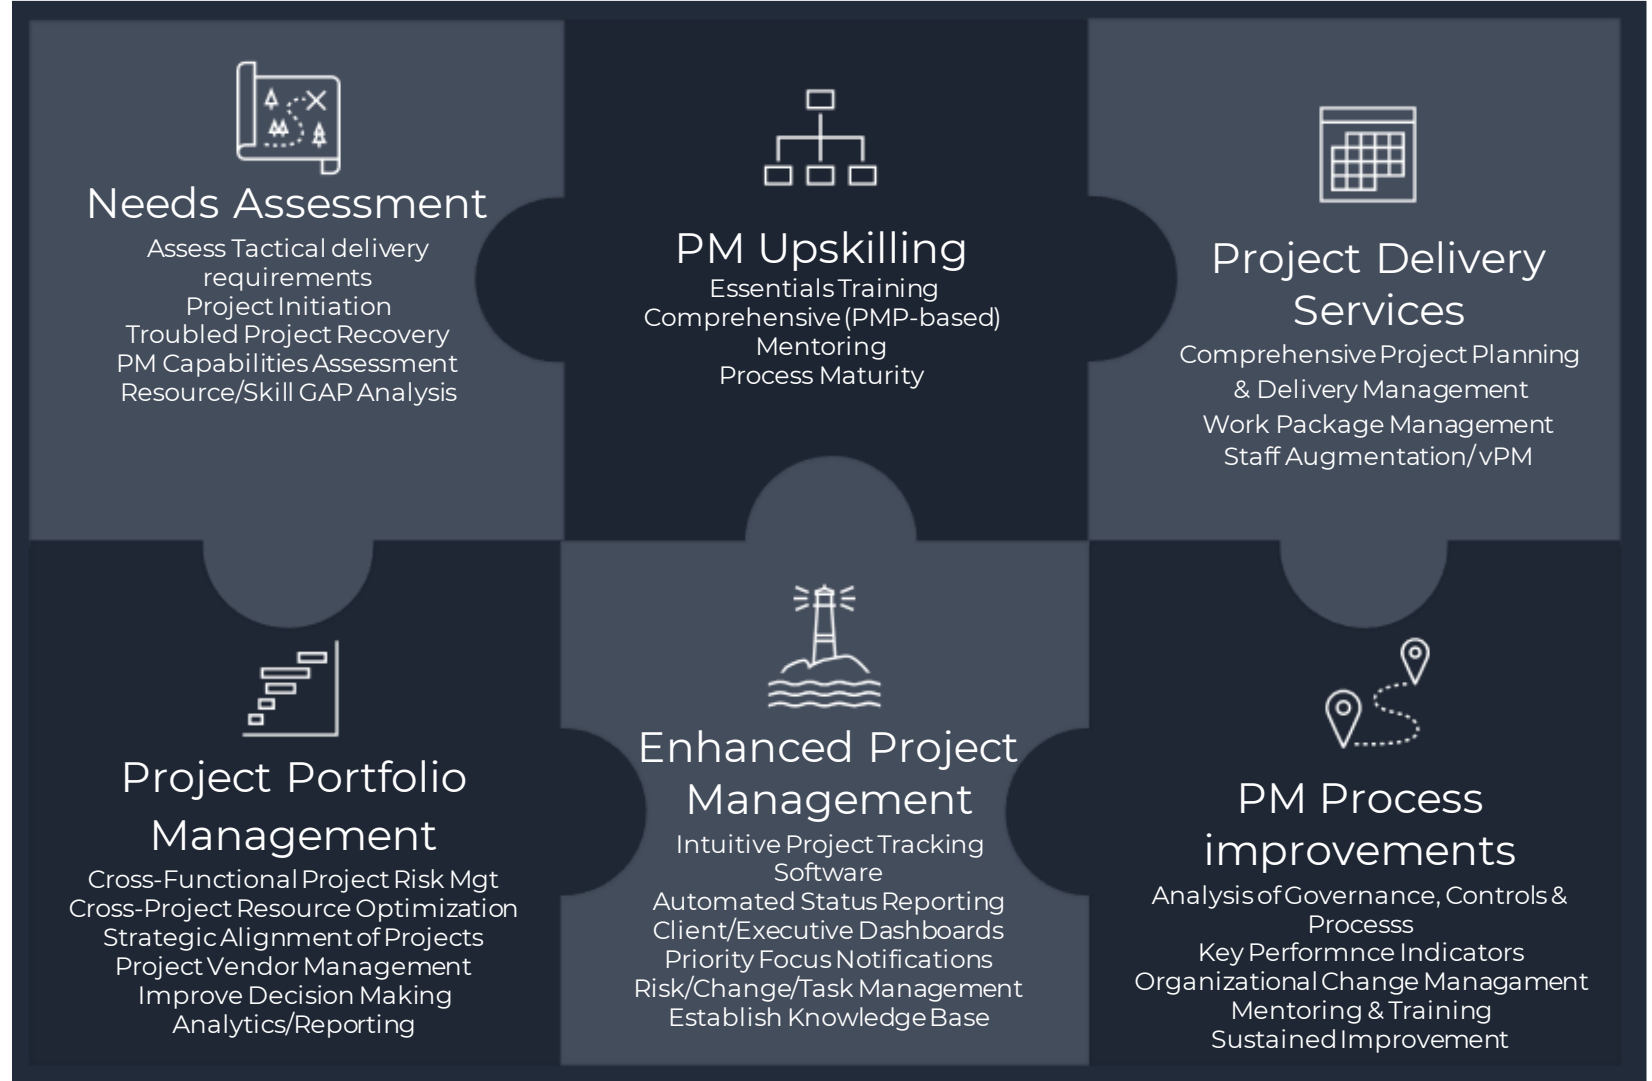 Needs Assessment
Assess Tactical delivery
requirements
Project Initiation
Troubled Project Recovery
PM Capabilities Assessment
Resource/Skill GAP Analysis
PM Upskilling
Essentials Training
Comprehensive (PMP-based)
Mentoring
Process Maturity
Project Delivery
Services
Comprehensive Project Planning
& Delivery Management
Work Package Management
Staff Augmentation/vPM
Project Portfolio
Management
Cross-Functional Project Risk Mgt
Cross-Project Resource Optimization
Strategic Alignment of Projects
Project Vendor Management
Improve Decision Making
Analytics/Reporting
Enhanced Project
Management
Intuitive Project Tracking
Software
Automated Status Reporting
Client/Executive Dashboards
Priority Focus Notifications
Risk/Change/Task Management
Establish Knowledge Base
PM Process
improvements
Analysis of Governance, Controls &
Processs
Key Performnce Indicators
Organizational Change Managament
Mentoring & Training
Sustained Improvement